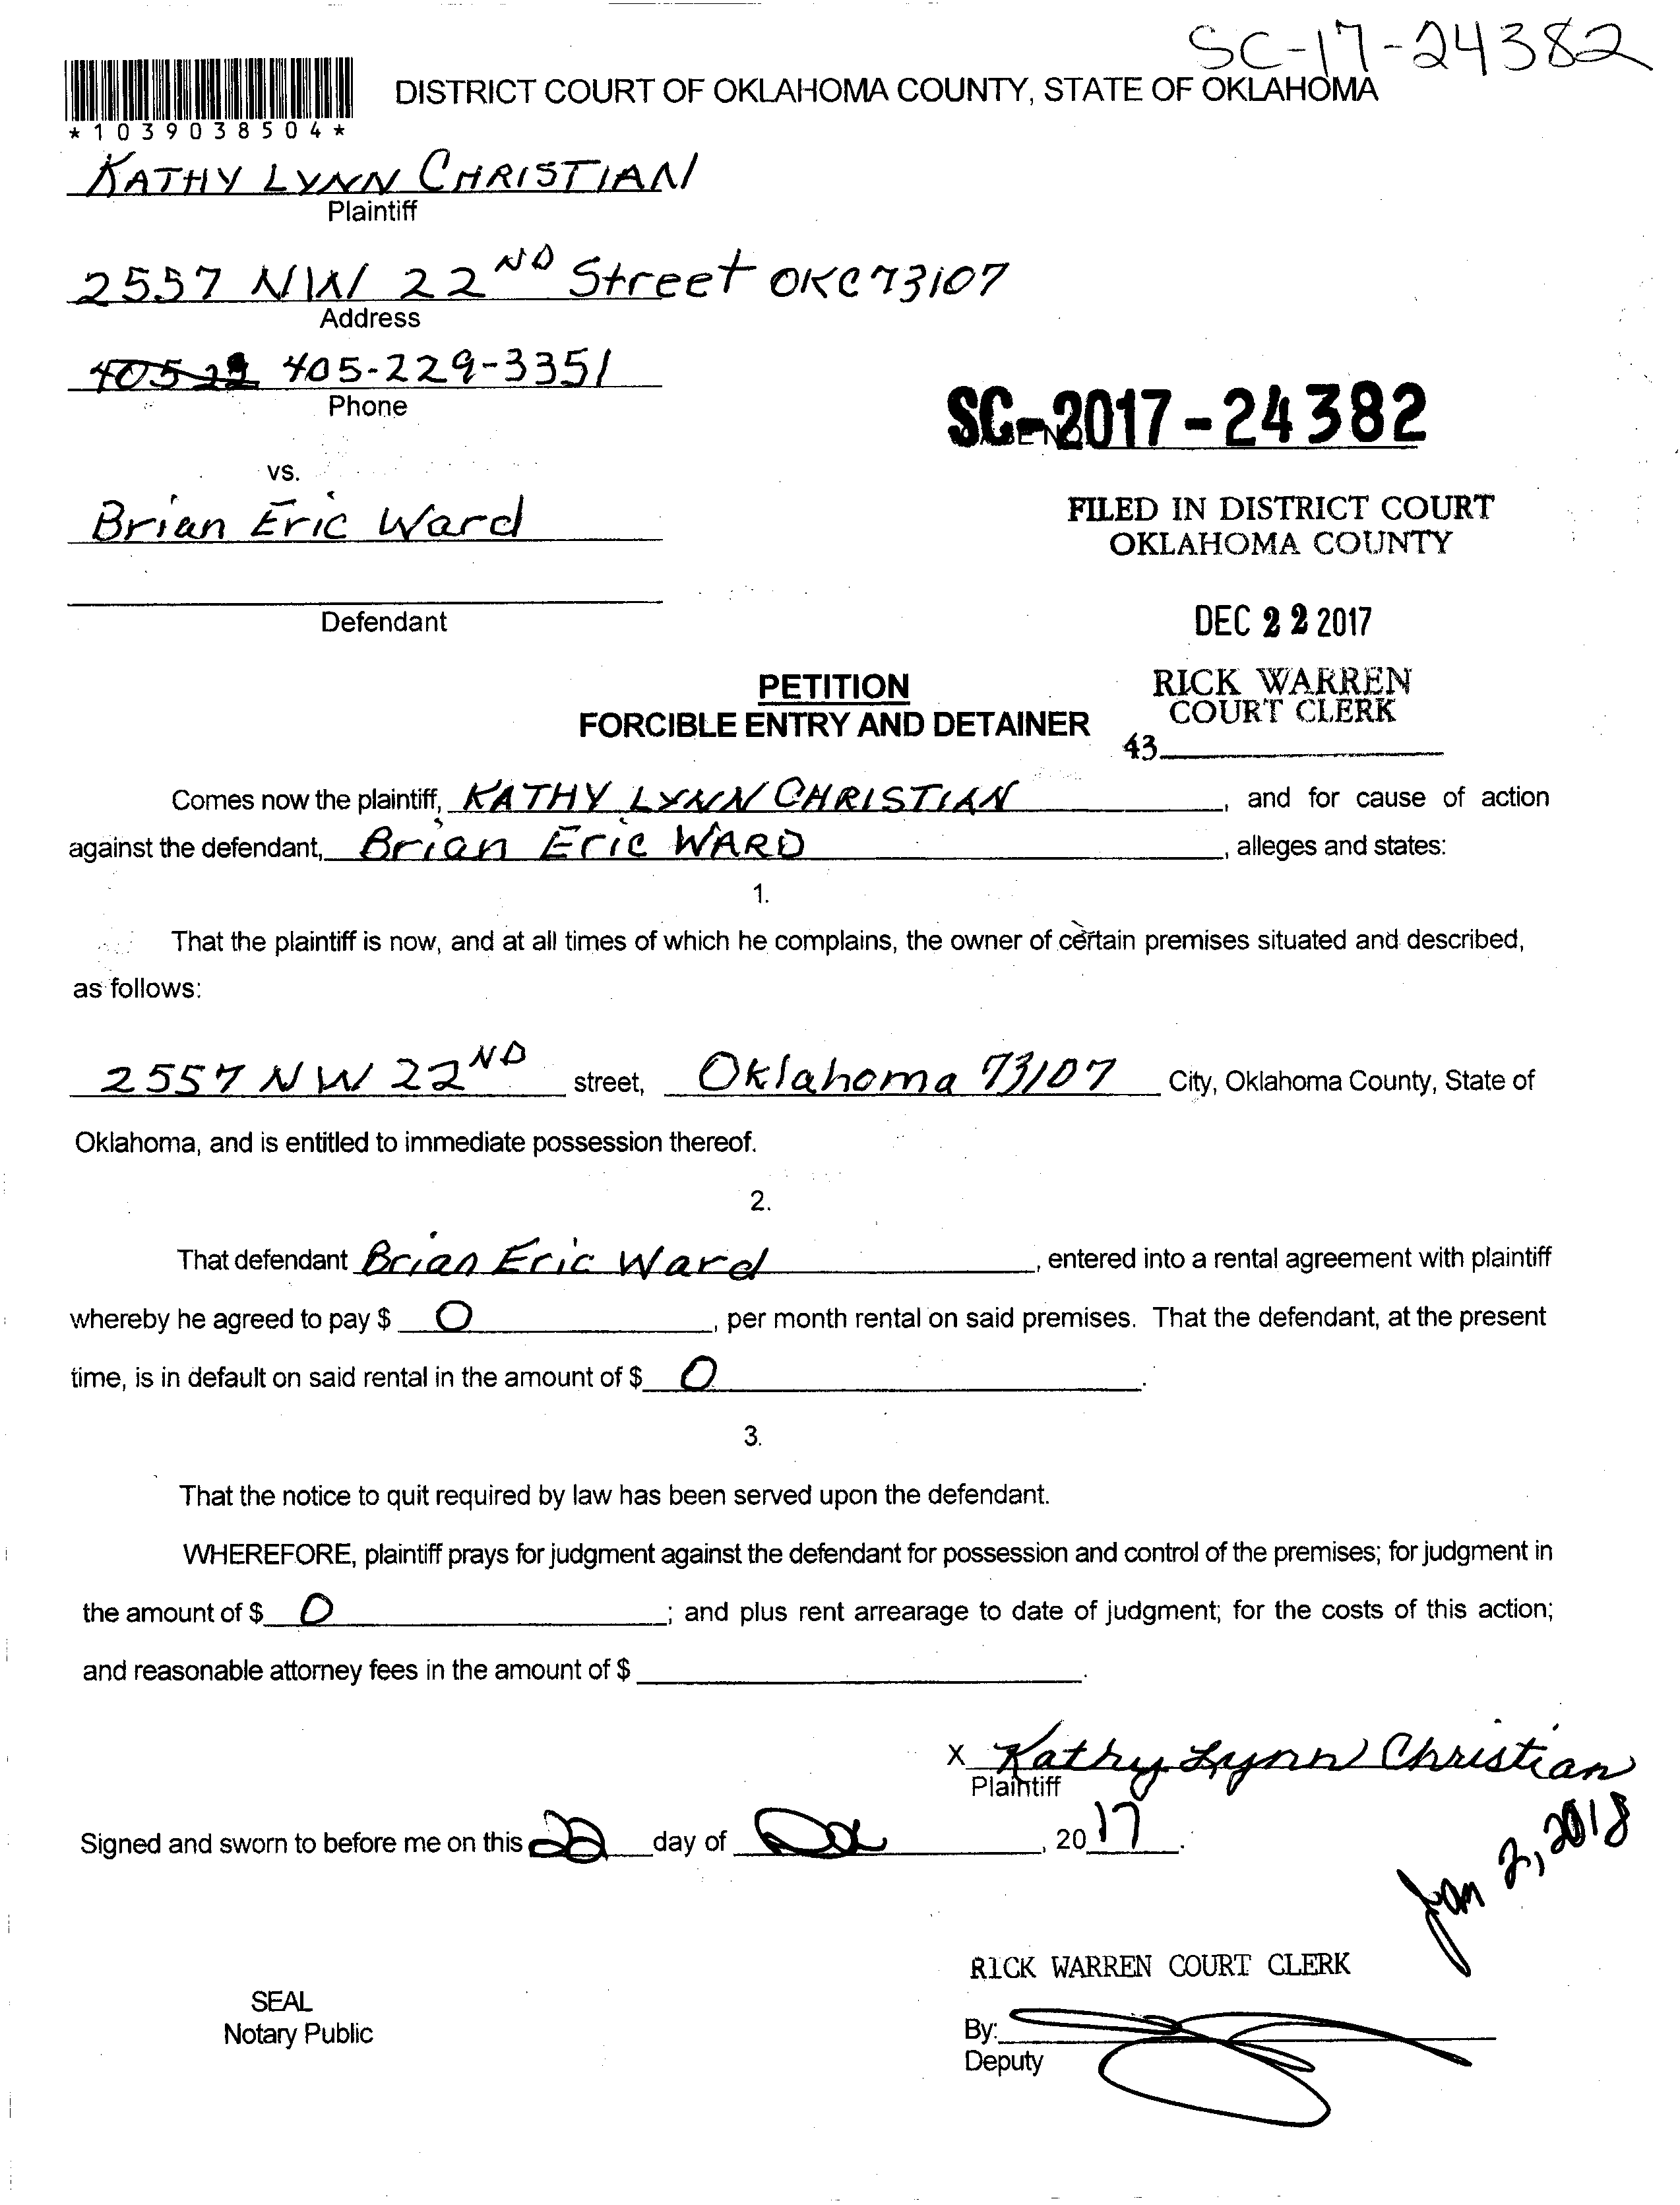 SC-17-24382
DISTRICT COURT OF OKLAHOMA COUNTY, STATE OF OKLAHOMA
*1039038504*
KATHY LYNN CHRISTIAN
Plaintiff
2557 NW 22ND Street OKC 73107
Address
405-229-3351
Phone
SC-2017-24382
vs.
Brian Eric Ward
FILED IN DISTRICT COURT
OKLAHOMA COUNTY
Defendant
DEC 22 2017
PETITION
FORCIBLE ENTRY AND DETAINER
RICK WARREN
COURT CLERK
43
Comes now the plaintiff, KATHY LYNN CHRISTIAN, and for cause of action
against the defendant, Brian Eric WARD, alleges and states:
1.
That the plaintiff is now, and at all times of which he complains, the owner of certain premises situated and described,
as follows:
2557 NW 22ND street, Oklahoma 73107 City, Oklahoma County, State of
Oklahoma, and is entitled to immediate possession thereof.
2.
That defendant Brian Eric Ward, entered into a rental agreement with plaintiff
whereby he agreed to pay $ 0, per month rental on said premises. That the defendant, at the present
time, is in default on said rental in the amount of $ 0.
3.
That the notice to quit required by law has been served upon the defendant.
WHEREFORE, plaintiff prays for judgment against the defendant for possession and control of the premises; for judgment in
the amount of $ 0; and plus rent arrearage to date of judgment; for the costs of this action;
and reasonable attorney fees in the amount of $ .
X Kathy Lynn Christian
Plaintiff
Signed and sworn to before me on this 22 day of Dec, 2017.
Jan 2, 2018
RICK WARREN COURT CLERK
SEAL
Notary Public
By:
Deputy